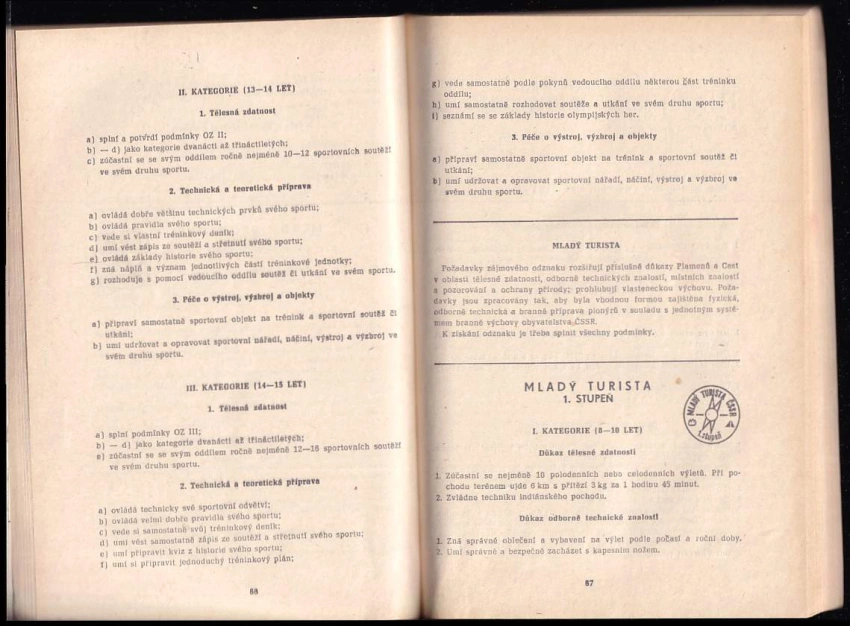 II. KATEGORIE (13—14 LET)
1. Tělesná zdatnost
a) splní a potvrdí podmínky OZ II;
b) — d) jako kategorie dvanácti až třináctiletých;
c) zúčastní se se svým oddílem ročně nejméně 10—12 sportovních soutěží
ve svém druhu sportu.
2. Technická a teoretická příprava
a) ovládá dobře většinu technických prvků svého sportu;
b) ovládá pravidla svého sportu;
c) vede si vlastní tréninkový deník;
d) umí vést zápis ze soutěží a střetnutí svého sportu;
e) ovládá základy historie svého sportu;
f) zná náplň a význam jednotlivých částí tréninkové jednotky;
g) rozhoduje s pomocí vedoucího oddílu soutěž či utkání ve svém sportu.
3. Péče o výstroj, výzbroj a objekty
a) připraví samostatně sportovní objekt na trénink a sportovní soutěž či
utkání;
b) umí udržovat a opravovat sportovní nářadí, náčiní, výstroj a výzbroj ve
svém druhu sportu.
III. KATEGORIE (14—15 LET)
1. Tělesná zdatnost
a) splní podmínky OZ III;
b) — d) jako kategorie dvanácti až třináctiletých;
e) zúčastní se se svým oddílem ročně nejméně 12—16 sportovních soutěží
ve svém druhu sportu.
2. Technická a teoretická příprava
a) ovládá technicky své sportovní odvětví;
b) ovládá velmi dobře pravidla svého sportu;
c) vede si samostatně svůj tréninkový deník;
d) umí vést samostatně zápis ze soutěží a střetnutí svého sportu;
e) umí připravit kvíz z historie svého sportu;
f) umí si připravit jednoduchý tréninkový plán;
86
g) vede samostatně podle pokynů vedoucího oddílu některou část tréninku
oddílu;
h) umí samostatně rozhodovat soutěže a utkání ve svém druhu sportu;
i) seznámí se se základy historie olympijských her.
3. Péče o výstroj, výzbroj a objekty
a) připraví samostatně sportovní objekt na trénink a sportovní soutěž či
utkání;
b) umí udržovat a opravovat sportovní nářadí, náčiní, výstroj a výzbroj ve
svém druhu sportu.
MLADÝ TURISTA
Požadavky zájmového odznaku rozšiřují příslušné důkazy Plamenů a Cest
v oblasti tělesné zdatnosti, odborně technických znalostí, místních znalostí
a pozorování a ochrany přírody; prohlubují vlasteneckou výchovu. Poža-
davky jsou zpracovány tak, aby byla vhodnou formou zajištěna fyzická,
odborně technická a branná příprava pionýrů v souladu s jednotným systé-
mem branné výchovy obyvatelstva ČSSR.
K získání odznaku je třeba splnit všechny podmínky.
MLADÝ TURISTA
1. STUPEŇ
MLADÝ TURISTA ČSSR
1. stupeň
I. KATEGORIE (8—10 LET)
Důkaz tělesné zdatnosti
1. Zúčastní se nejméně 10 polodenních nebo celodenních výletů. Při po-
chodu terénem ujde 6 km s přítěží 3 kg za 1 hodinu 45 minut.
2. Zvládne techniku indiánského pochodu.
Důkaz odborně technické znalosti
1. Zná správné oblečení a vybavení na výlet podle počasí a roční doby.
2. Umí správně a bezpečně zacházet s kapesním nožem.
87